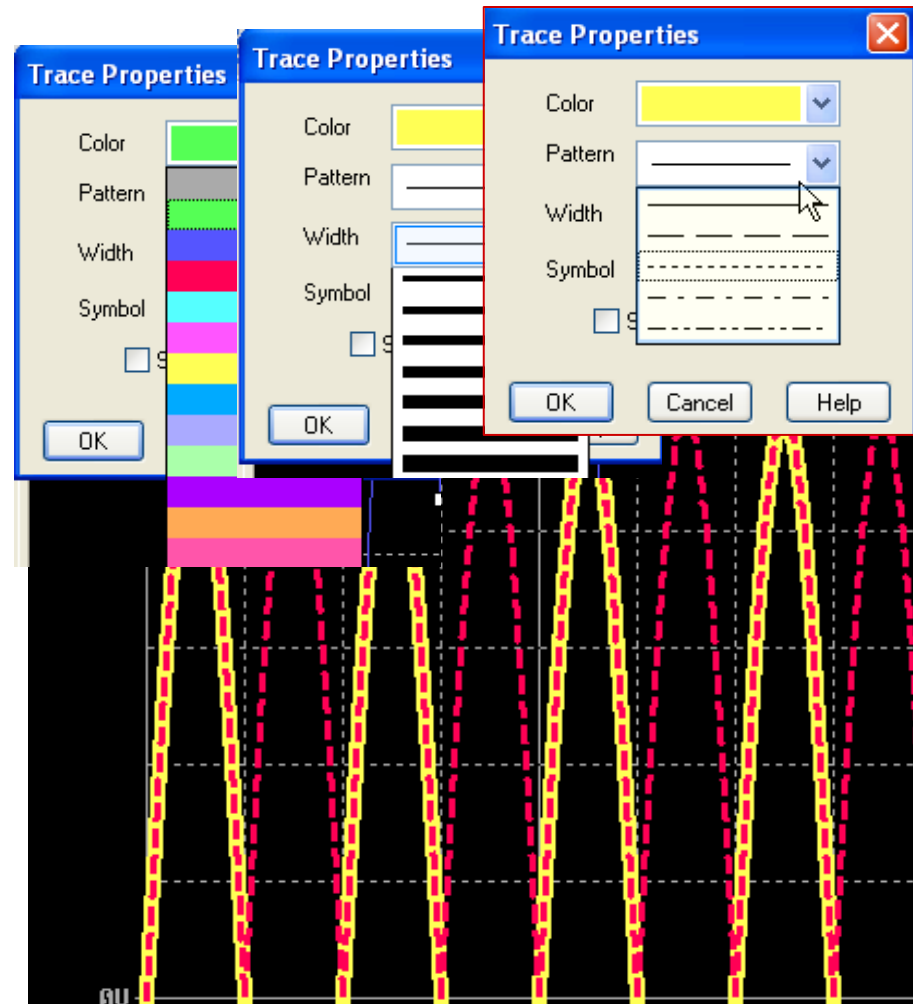 Trace Properties
Color
Pattern
Width
Symbol
S
OK
Trace Properties
Color
Pattern
Width
Symbol
S
OK
Trace Properties
Color
Pattern
Width
Symbol
S
OK Cancel Help
0V